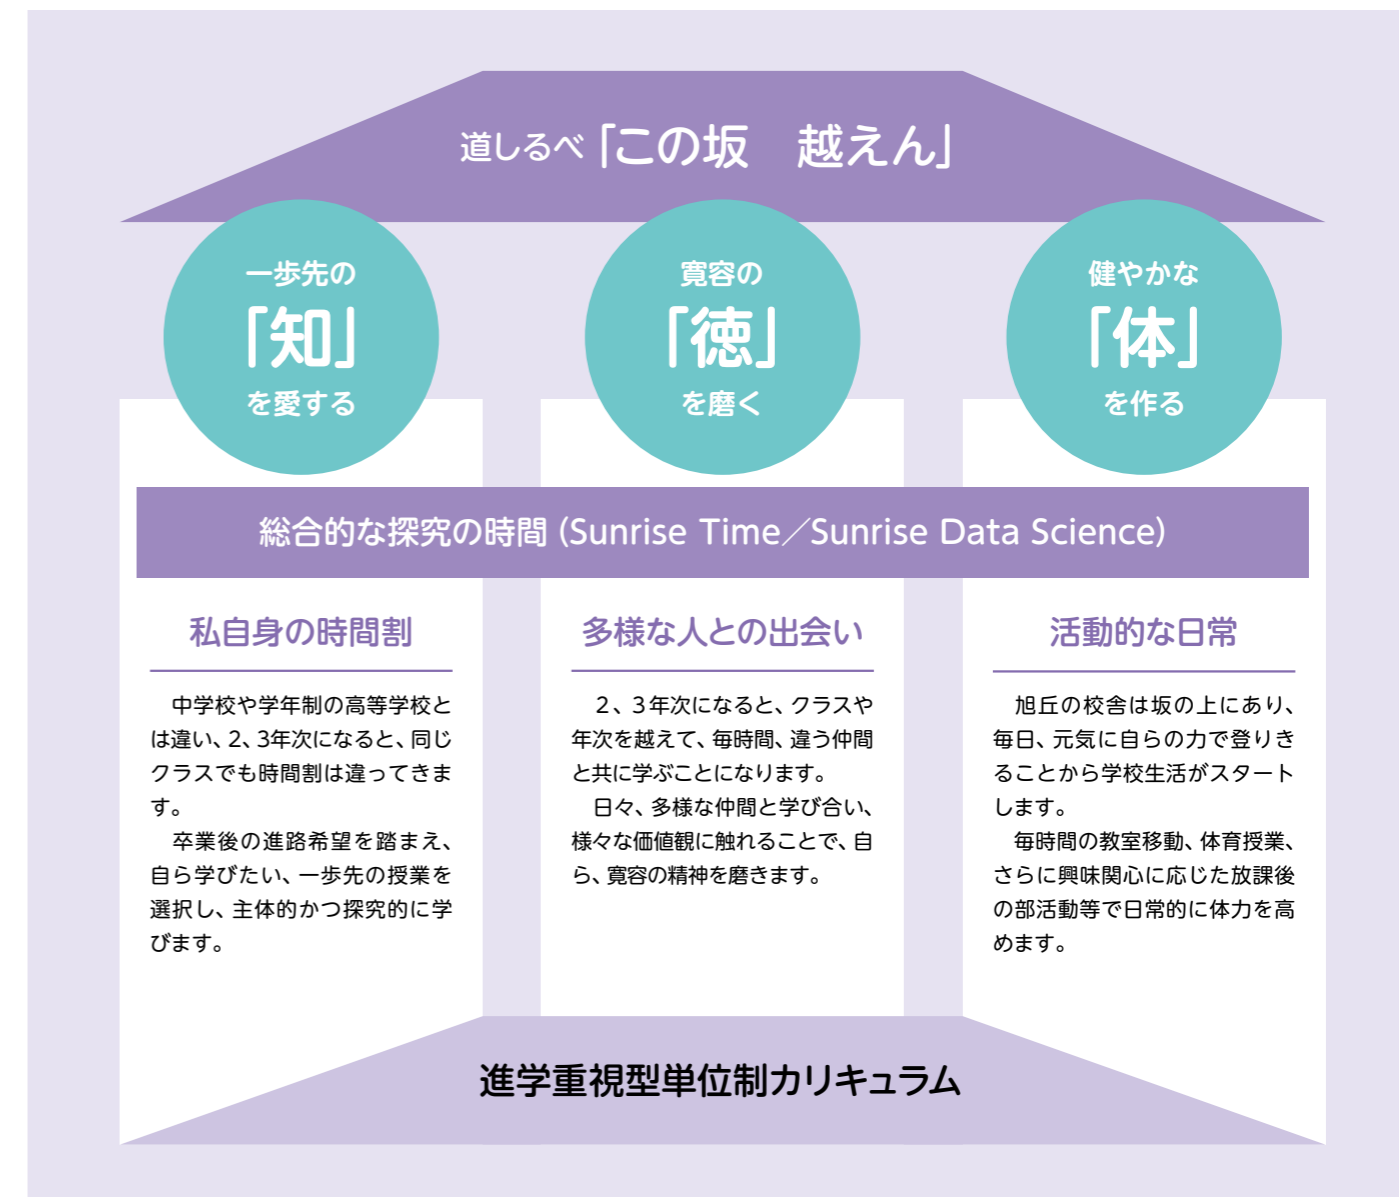 道しるべ「この坂　越えん」
一歩先の
「知」
を愛する
寛容の
「徳」
を磨く
健やかな
「体」
を作る
総合的な探究の時間（Sunrise Time／Sunrise Data Science）
私自身の時間割
　中学校や学年制の高等学校と
は違い、2、3年次になると、同じ
クラスでも時間割は違ってきま
す。
　卒業後の進路希望を踏まえ、
自ら学びたい、一歩先の授業を
選択し、主体的かつ探究的に学
びます。
多様な人との出会い
　2、3年次になると、クラスや
年次を越えて、毎時間、違う仲間
と共に学ぶことになります。
　日々、多様な仲間と学び合い、
様々な価値観に触れることで、自
ら、寛容の精神を磨きます。
活動的な日常
　旭丘の校舎は坂の上にあり、
毎日、元気に自らの力で登りき
ることから学校生活がスタート
します。
　毎時間の教室移動、体育授業、
さらに興味関心に応じた放課後
の部活動等で日常的に体力を高
めます。
進学重視型単位制カリキュラム